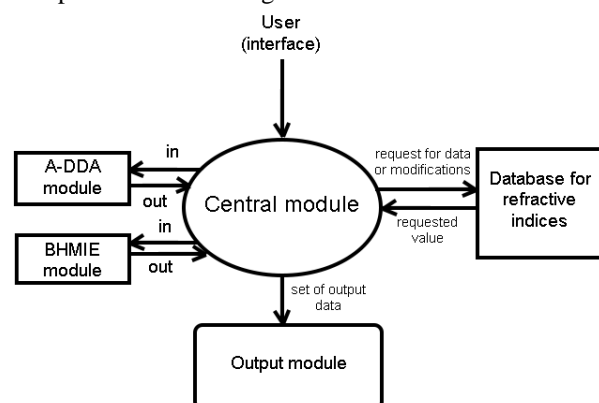 User
(interface)
A-DDA
module
in
out
BHMIE
module
in
out
Central module
request for data
or modifications
requested
value
Database for
refractive
indices
set of output
data
Output module